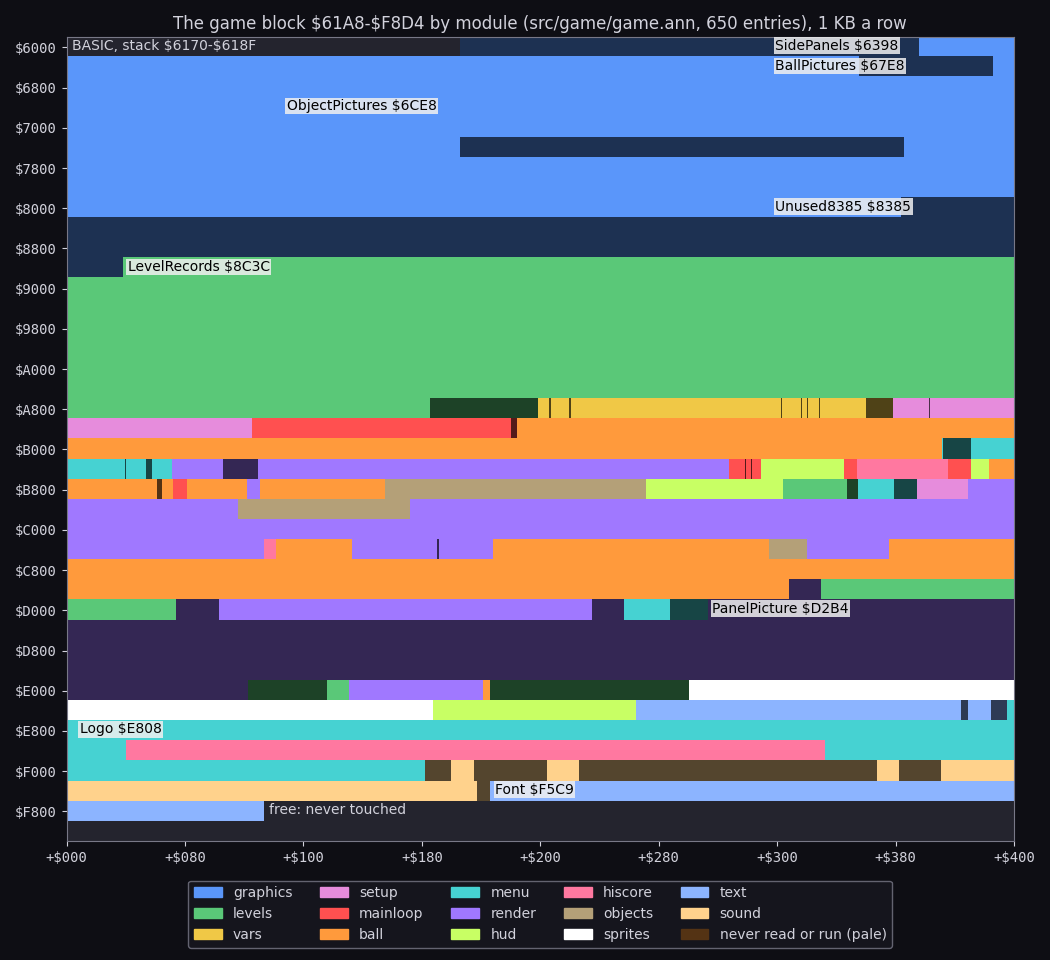 The game block $61A8-$F8D4 by module (src/game/game.ann, 650 entries), 1 KB a row
$6000
BASIC, stack $6170-$618F
SidePanels $6398
BallPictures $67E8
$6800
ObjectPictures $6CE8
$7000
$7800
$8000
Unused8385 $8385
$8800
LevelRecords $8C3C
$9000
$9800
$A000
$A800
$B000
$B800
$C000
$C800
$D000
PanelPicture $D2B4
$D800
$E000
$E800
Logo $E808
$F000
Font $F5C9
$F800
free: never touched
+$000 +$080 +$100 +$180 +$200 +$280 +$300 +$380 +$400
graphics setup menu hiscore text
levels mainloop render objects sound
vars ball hud sprites never read or run (pale)